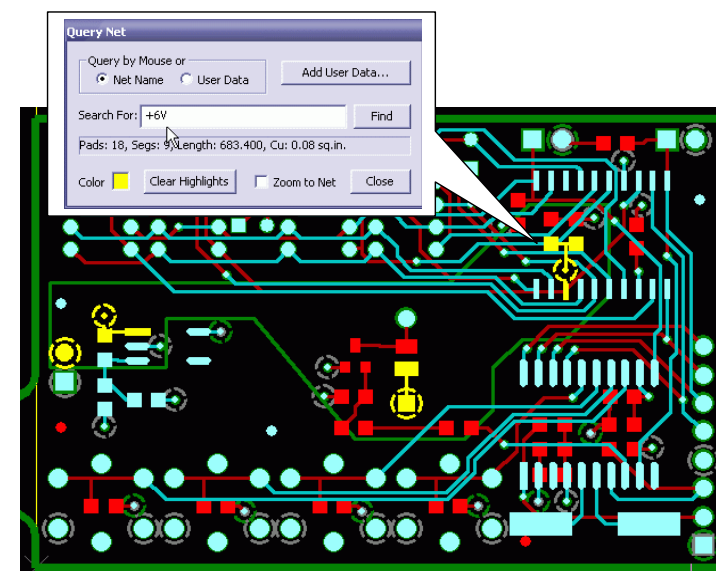 Query Net
Query by Mouse or
Net Name User Data
Add User Data...
Search For: +6V Find
Pads: 18, Segs: 9, Length: 683.400, Cu: 0.08 sq.in.
Color Clear Highlights Zoom to Net Close